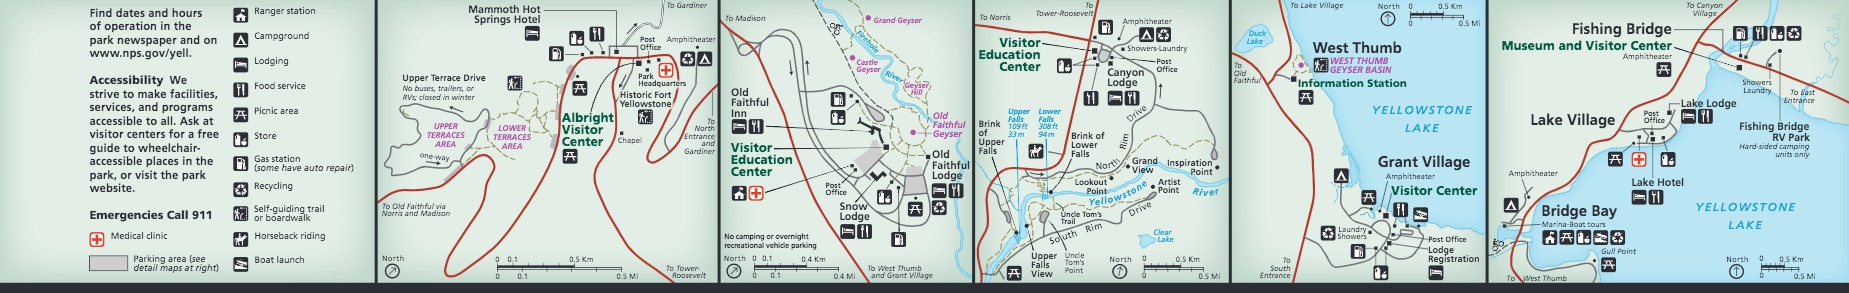 Find dates and hours
of operation in the
park newspaper and on
www.nps.gov/yell.
Accessibility We
strive to make facilities,
services, and programs
accessible to all. Ask at
visitor centers for a free
guide to wheelchair-
accessible places in the
park, or visit the park
website.
Emergencies Call 911
Medical clinic
Parking area (see
detail maps at right)
Ranger station
Campground
Lodging
Food service
Picnic area
Store
Gas station
(some have auto repair)
Recycling
Self-guiding trail
or boardwalk
Horseback riding
Boat launch
Mammoth Hot
Springs Hotel
To Gardiner
Post
Office
Amphitheater
Park
Headquarters
Upper Terrace Drive
No buses, trailers, or
RVs; closed in winter
Historic Fort
Yellowstone
Albright
Visitor
Center
UPPER
TERRACES
AREA
LOWER
TERRACES
AREA
Chapel
To
North
Entrance
and
Gardiner
one-way
To Old Faithful via
Norris and Madison
North
0 0.1 0.5 Km
0 0.1 0.5 Mi
To Tower-
Roosevelt
To Madison
Grand Geyser
Firehole
River
Castle
Geyser
Geyser
Hill
Old
Faithful
Inn
Old
Faithful
Geyser
Visitor
Education
Center
Old
Faithful
Lodge
Post
Office
Snow
Lodge
No camping or overnight
recreational vehicle parking
North
0 0.1 0.4 Km
0 0.1 0.4 Mi
To West Thumb
and Grant Village
To Norris
To
Tower-Roosevelt
Amphitheater
Visitor
Education
Center
Showers-Laundry
Post
Office
Canyon
Lodge
Upper
Falls
109 ft
33 m
Lower
Falls
308 ft
94 m
Brink
of
Upper
Falls
Brink of
Lower
Falls
North Rim Drive
Grand
View
Inspiration
Point
Lookout
Point
Artist
Point
Yellowstone
River
Uncle Tom's
Trail
South Rim Drive
Clear
Lake
Upper
Falls
View
Uncle
Tom's
Point
North
0 0.5 Km
0 0.5 Mi
To Lake Village
North
0 0.5 Km
0 0.5 Mi
Duck
Lake
West Thumb
WEST THUMB
GEYSER BASIN
Information Station
To
Old
Faithful
YELLOWSTONE
LAKE
Grant Village
Amphitheater
Visitor Center
Laundry
Showers
Post Office
Lodge
Registration
To
South
Entrance
To Canyon
Village
Fishing Bridge
Museum and Visitor Center
Amphitheater
Showers
Laundry
To East
Entrance
Lake Lodge
Post
Office
Lake Village
Fishing Bridge
RV Park
Hard-sided camping
units only
Lake Hotel
Amphitheater
Bridge Bay
Marina-Boat tours
Gull Point
YELLOWSTONE
LAKE
North
0 0.5 Km
0 0.5 Mi
To West Thumb